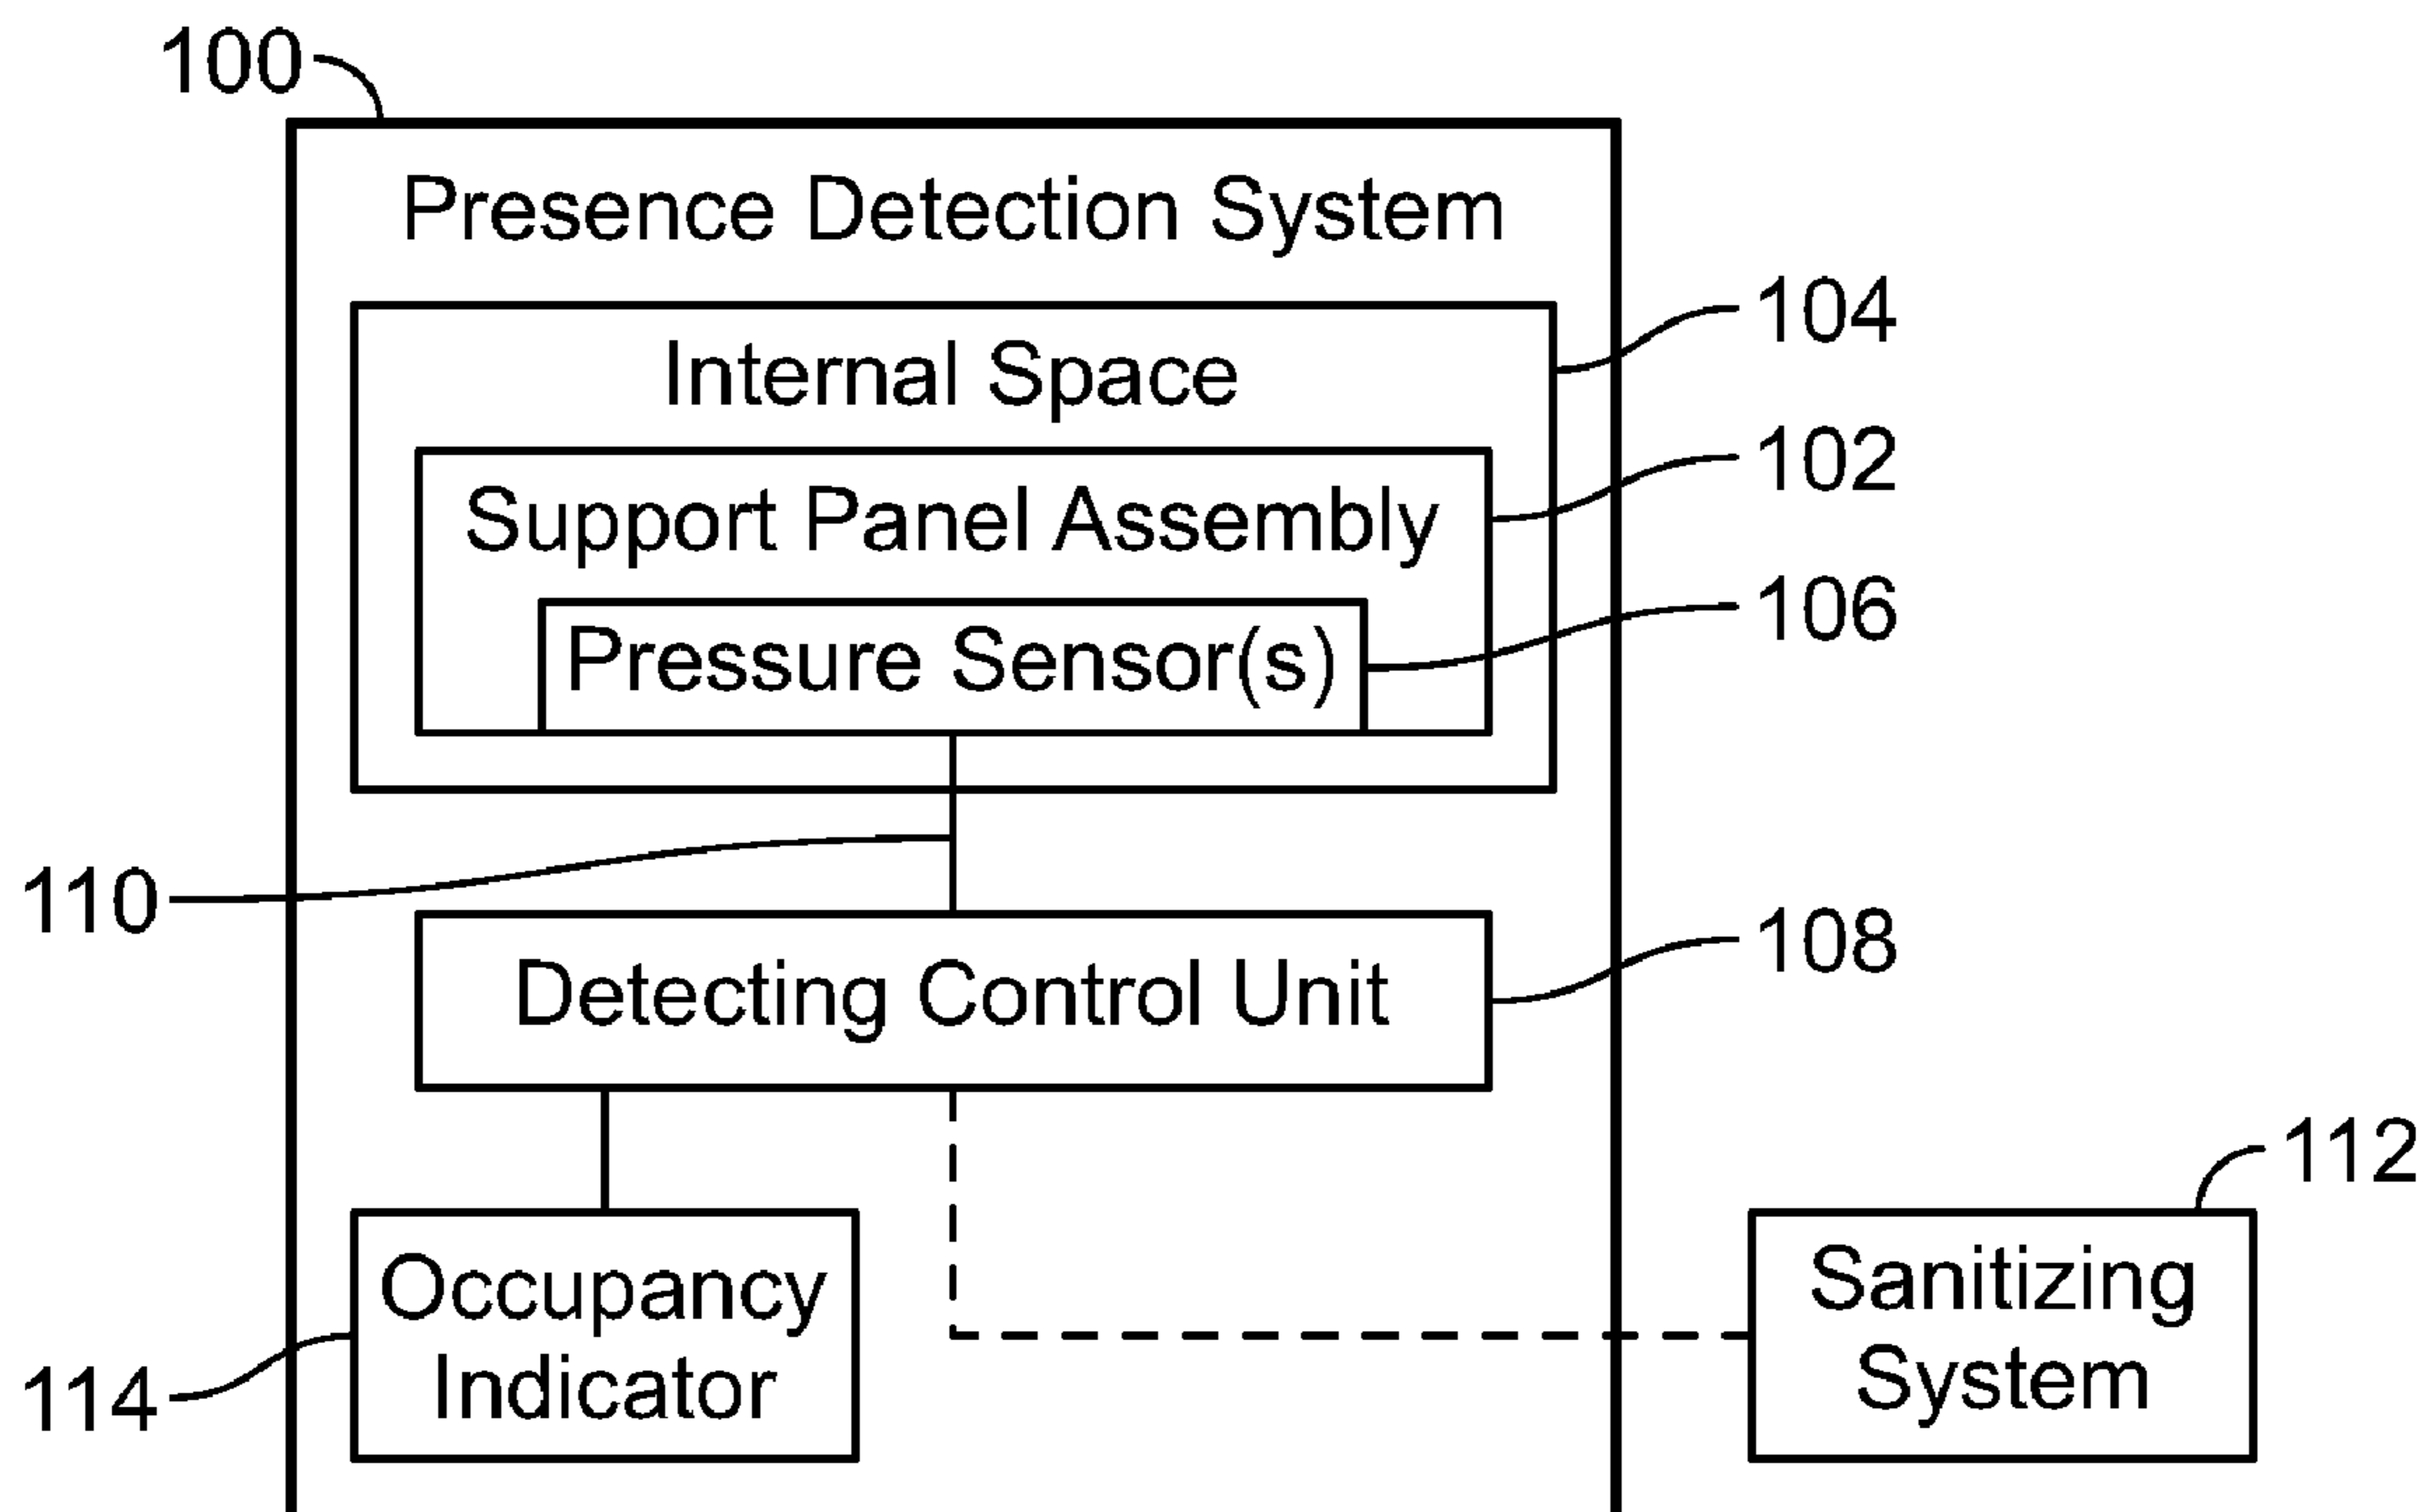 100
Presence Detection System
104
Internal Space
102
Support Panel Assembly
106
Pressure Sensor(s)
110
108
Detecting Control Unit
112
Occupancy
Indicator
Sanitizing
System
114